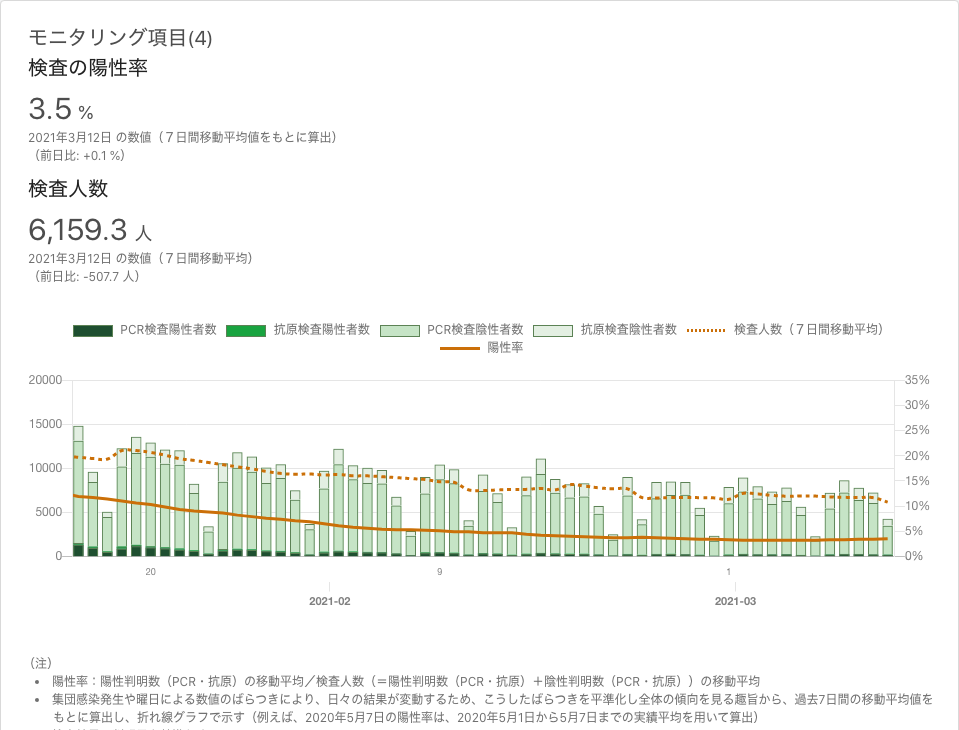 モニタリング項目(4)
検査の陽性率
3.5 %
2021年3月12日 の数値（７日間移動平均値をもとに算出）
（前日比: +0.1 %）
検査人数
6,159.3 人
2021年3月12日 の数値（７日間移動平均）
（前日比: -507.7 人）
PCR検査陽性者数 抗原検査陽性者数 PCR検査陰性者数 抗原検査陰性者数 検査人数（７日間移動平均）
陽性率
20000 35%
30%
15000 25%
20%
10000 15%
5000 10%
5%
0 0%
20 9 1
2021-02 2021-03
（注）
• 陽性率：陽性判明数（PCR・抗原）の移動平均／検査人数（＝陽性判明数（PCR・抗原）＋陰性判明数（PCR・抗原））の移動平均
• 集団感染発生や曜日による数値のばらつきにより、日々の結果が変動するため、こうしたばらつきを平準化し全体の傾向を見る趣旨から、過去7日間の移動平均値を
もとに算出し、折れ線グラフで示す（例えば、2020年5月7日の陽性率は、2020年5月1日から5月7日までの実績平均を用いて算出）